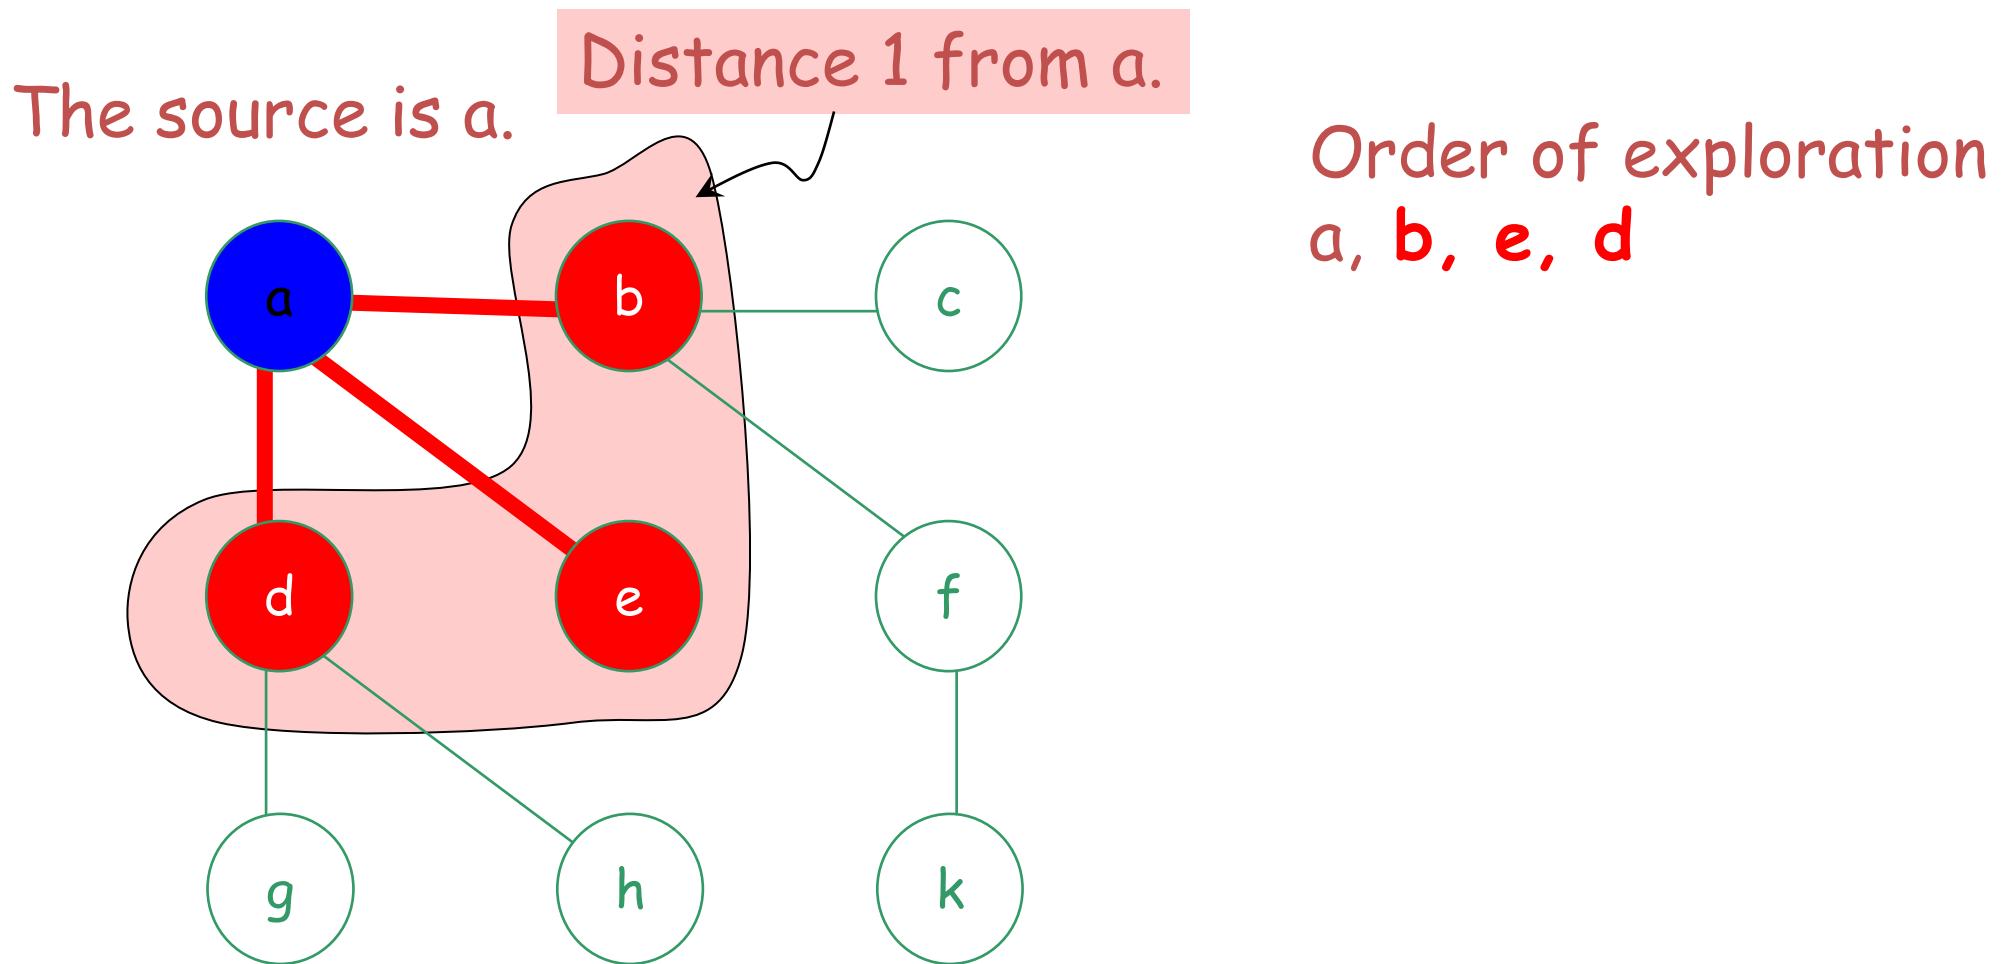 Distance 1 from a.
The source is a.
Order of exploration
a, b, e, d
a
b
c
d
e
f
g
h
k